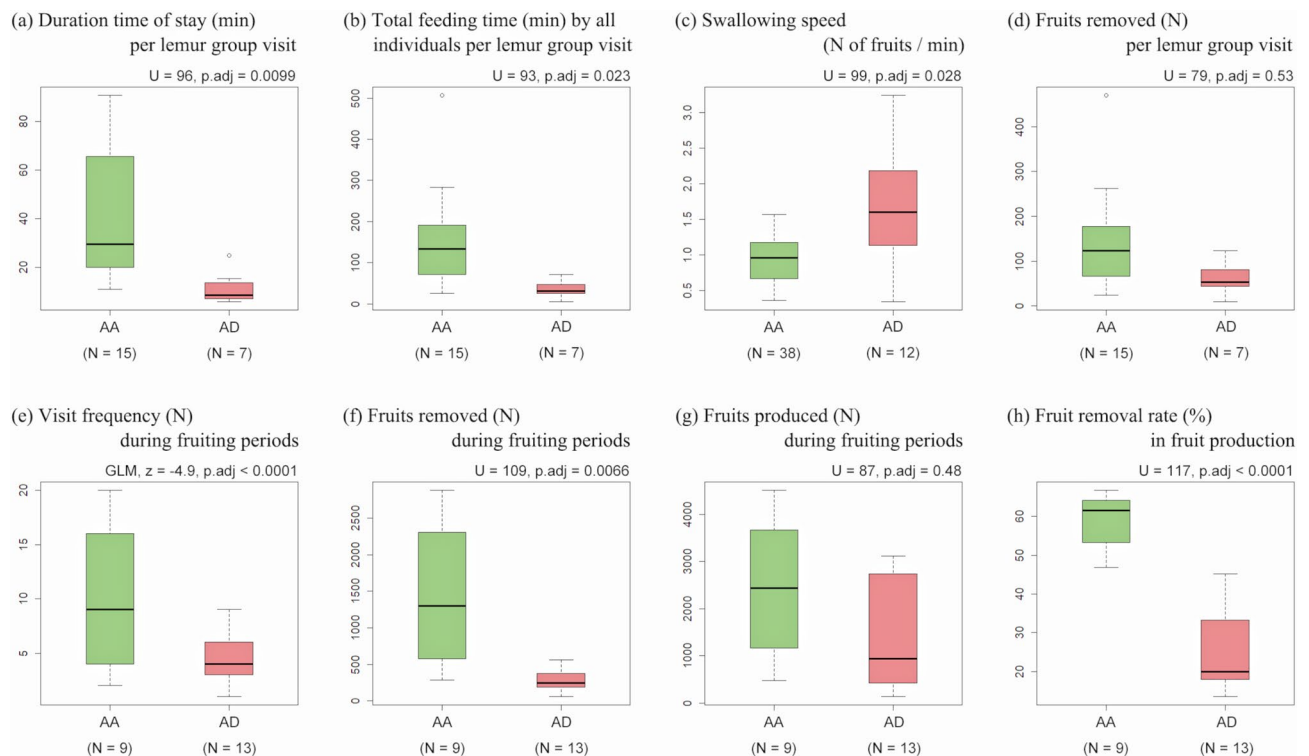 (a) Duration time of stay (min)
per lemur group visit
U = 96, p.adj = 0.0099
80
60
40
20
AA
AD
(N = 15)
(N = 7)
(b) Total feeding time (min) by all
individuals per lemur group visit
U = 93, p.adj = 0.023
500
400
300
200
100
0
AA
AD
(N = 15)
(N = 7)
(c) Swallowing speed
(N of fruits / min)
U = 99, p.adj = 0.028
3.0
2.5
2.0
1.5
1.0
0.5
AA
AD
(N = 38)
(N = 12)
(d) Fruits removed (N)
per lemur group visit
U = 79, p.adj = 0.53
400
300
200
100
0
AA
AD
(N = 15)
(N = 7)
(e) Visit frequency (N)
during fruiting periods
GLM, z = -4.9, p.adj < 0.0001
20
15
10
5
AA
AD
(N = 9)
(N = 13)
(f) Fruits removed (N)
during fruiting periods
U = 109, p.adj = 0.0066
2500
2000
1500
1000
500
0
AA
AD
(N = 9)
(N = 13)
(g) Fruits produced (N)
during fruiting periods
U = 87, p.adj = 0.48
4000
3000
2000
1000
0
AA
AD
(N = 9)
(N = 13)
(h) Fruit removal rate (%)
in fruit production
U = 117, p.adj < 0.0001
60
50
40
30
20
AA
AD
(N = 9)
(N = 13)